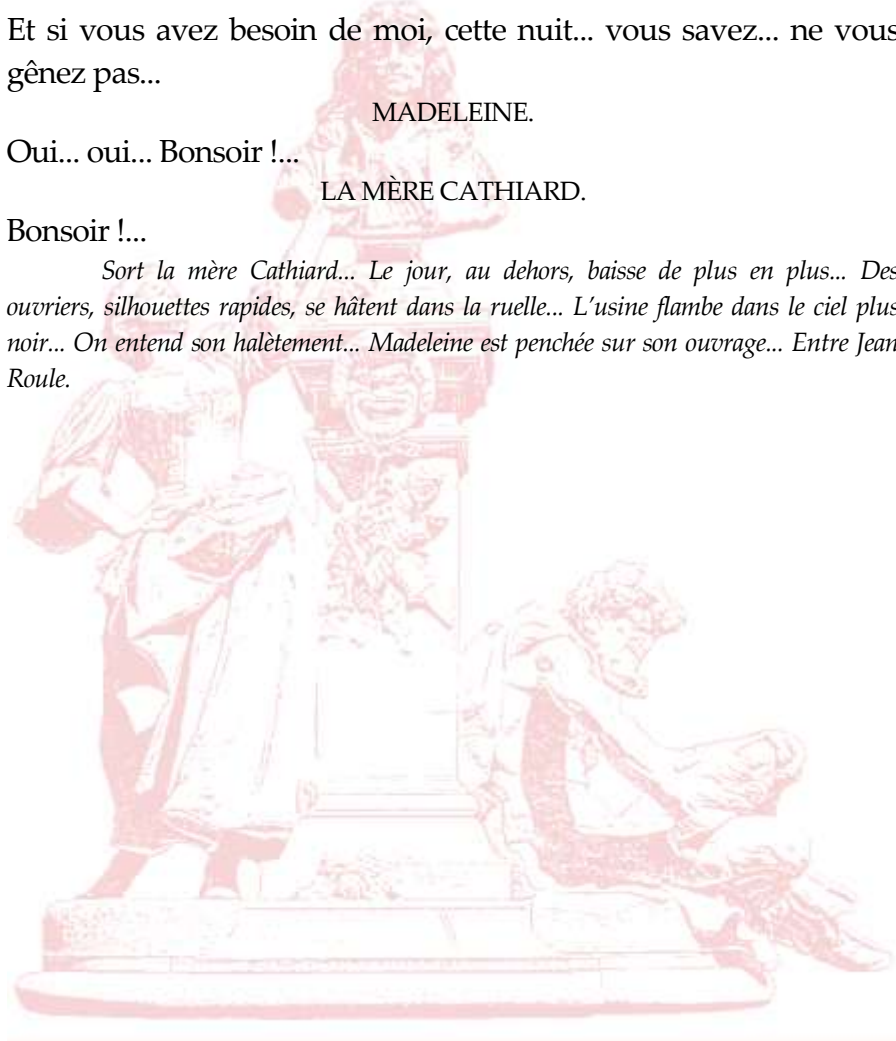 Et si vous avez besoin de moi, cette nuit... vous savez... ne vous
gênez pas...
MADELEINE.
Oui... oui... Bonsoir !...
LA MÈRE CATHIARD.
Bonsoir !...
Sort la mère Cathiard... Le jour, au dehors, baisse de plus en plus... Des
ouvriers, silhouettes rapides, se hâtent dans la ruelle... L’usine flambe dans le ciel plus
noir... On entend son halètement... Madeleine est penchée sur son ouvrage... Entre Jean
Roule.